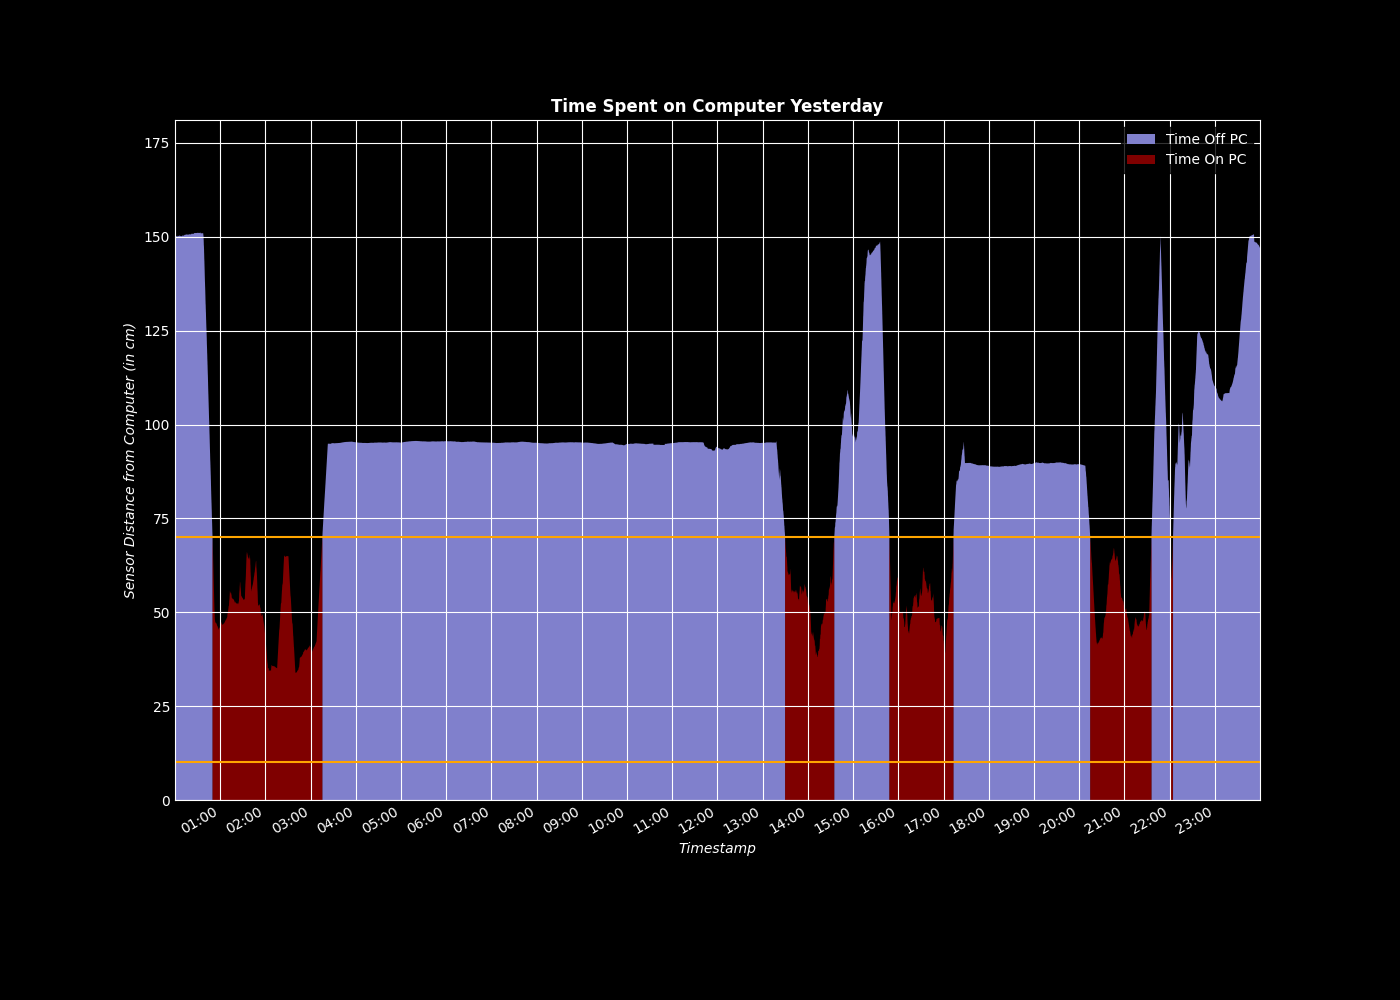 Time Spent on Computer Yesterday
Time Off PC
Time On PC
Sensor Distance from Computer (in cm)
175
150
125
100
75
50
25
0
01:00 02:00 03:00 04:00 05:00 06:00 07:00 08:00 09:00 10:00 11:00 12:00 13:00 14:00 15:00 16:00 17:00 18:00 19:00 20:00 21:00 22:00 23:00
Timestamp